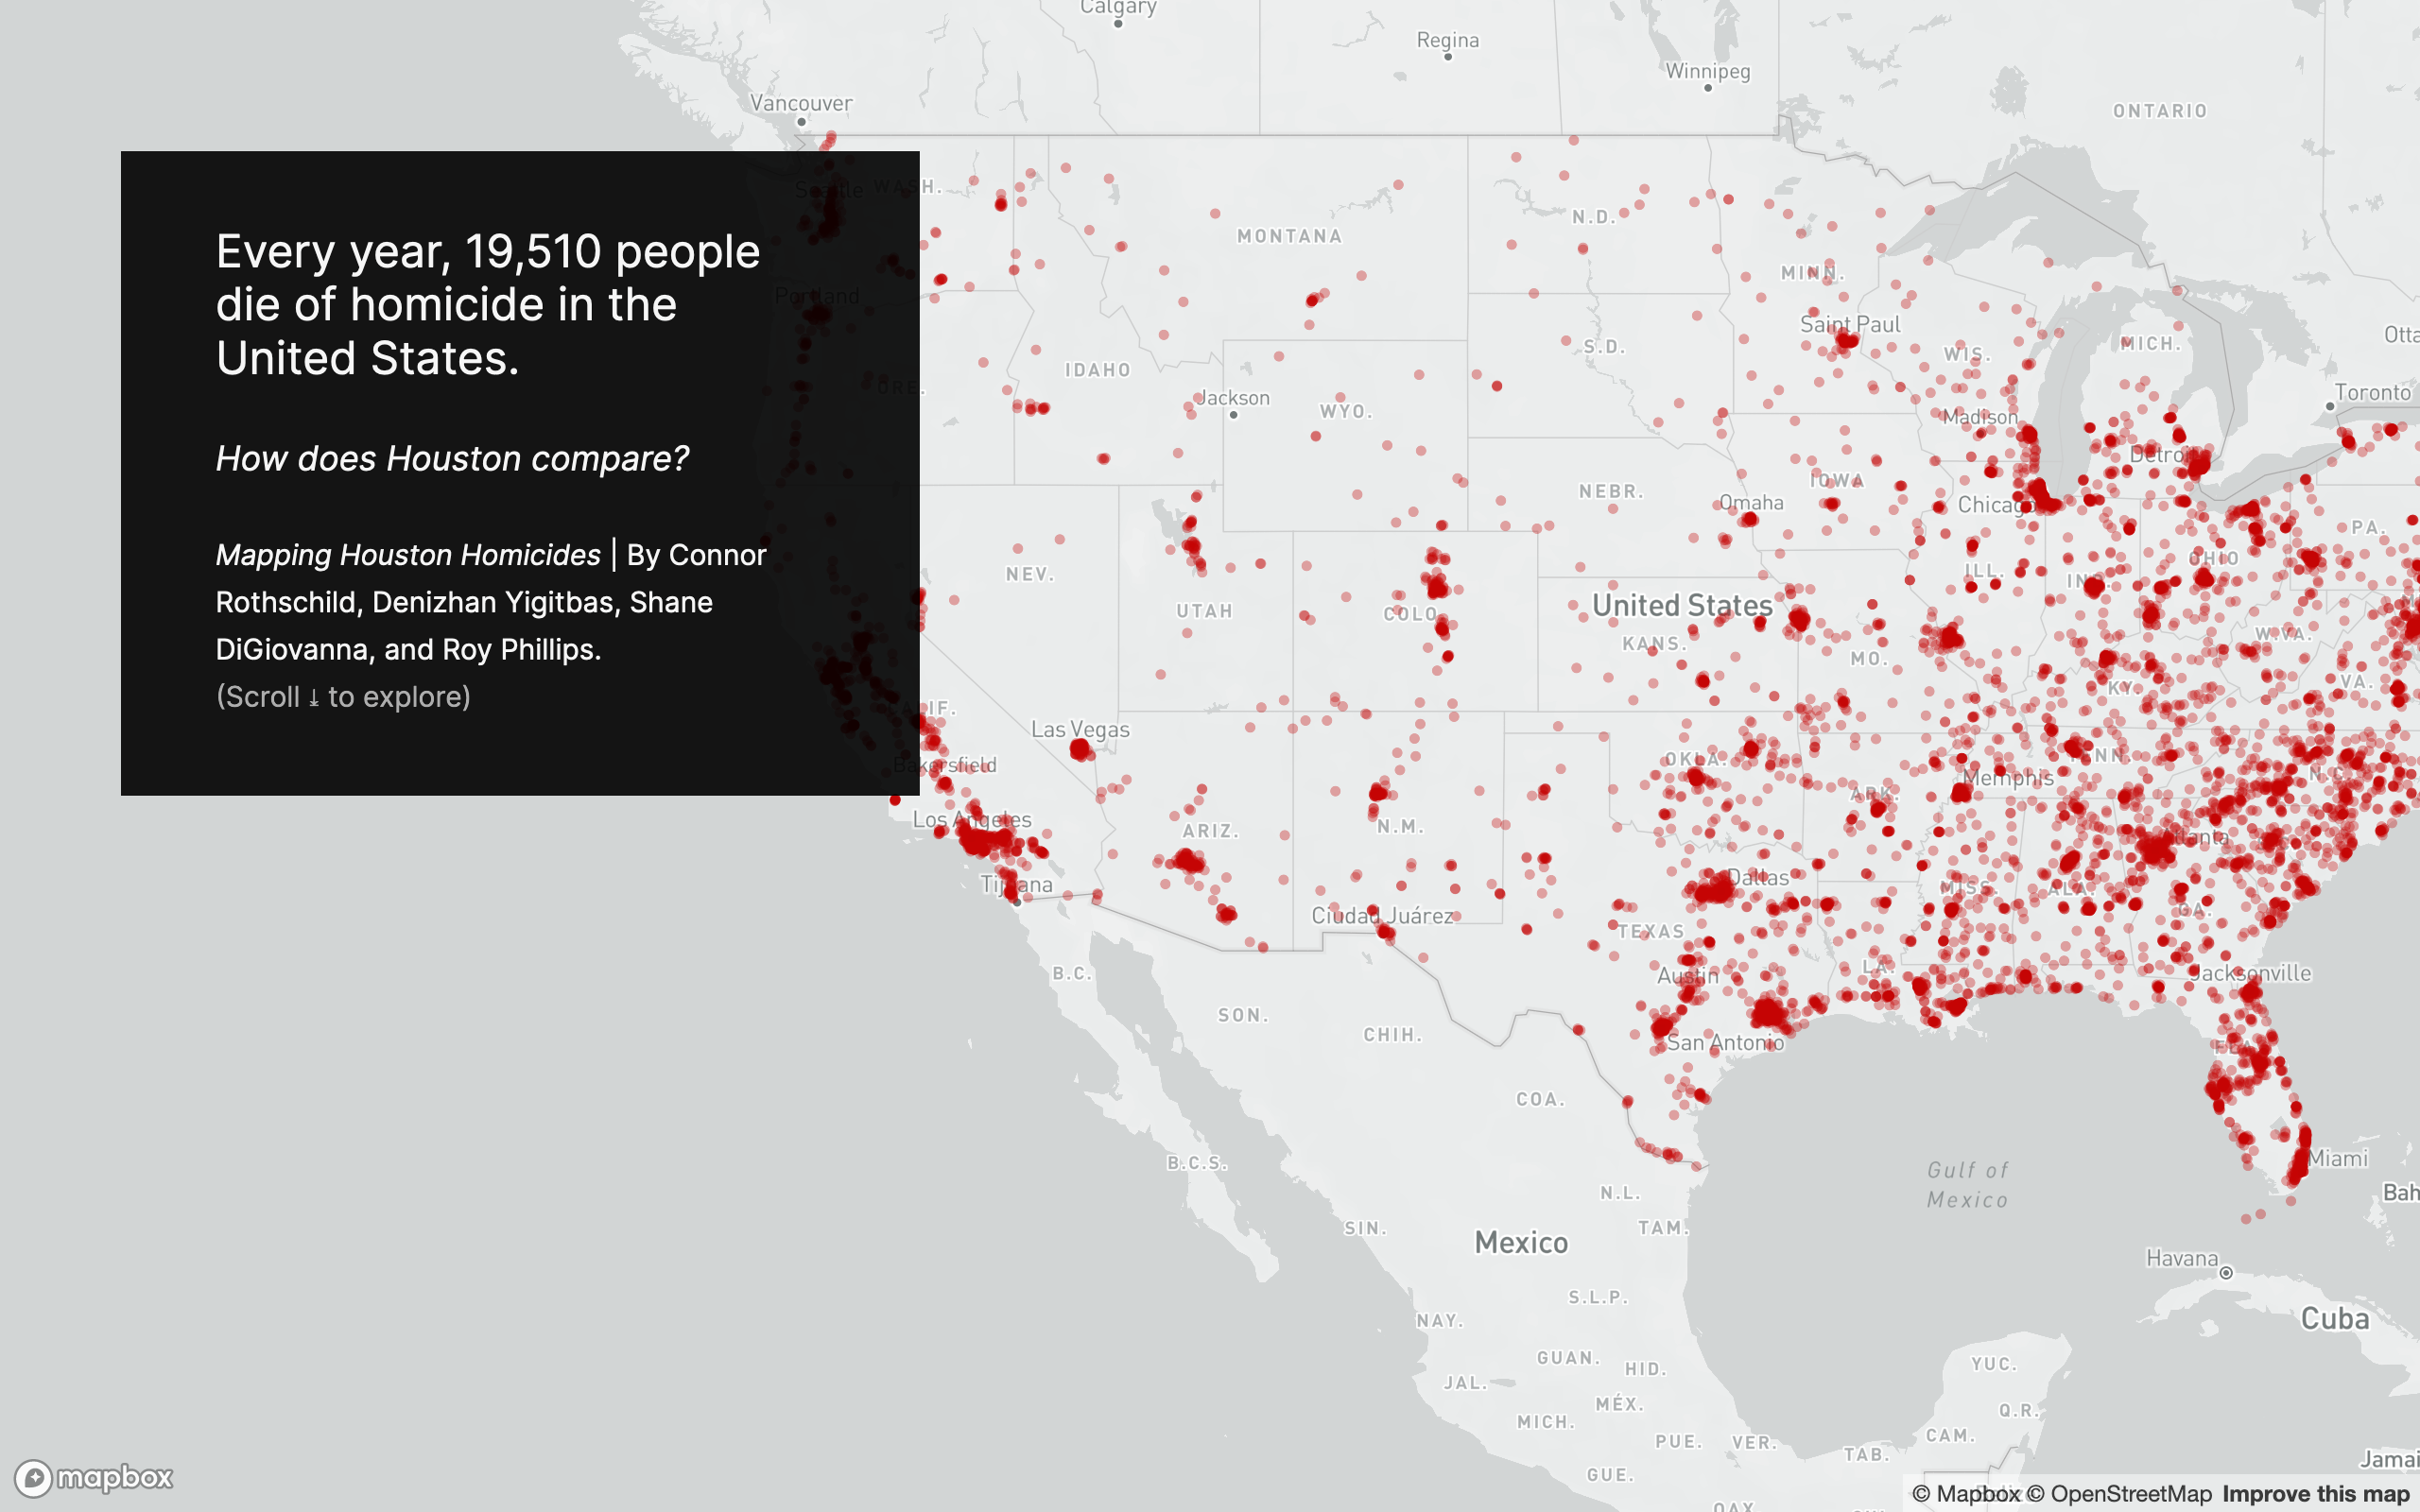 Every year, 19,510 people
die of homicide in the
United States.
How does Houston compare?
Mapping Houston Homicides | By Connor
Rothschild, Denizhan Yigitbas, Shane
DiGiovanna, and Roy Phillips.
(Scroll ⤓ to explore)
Calgary
Regina
Winnipeg
Vancouver
ONTARIO
Seattle
WASH.
MONTANA
N.D.
MINN.
Portland
Saint Paul
Otta
S.D.
WIS.
MICH.
IDAHO
ORE.
Jackson
WYO.
Toronto
Madison
Detroi
NEBR.
IOWA
Omaha
Chicago
PA.
OHIO
NEV.
ILL.
IN
UTAH
COLO
United States
KANS.
W.VA.
MO.
VA.
KY.
CALIF.
Las Vegas
OKLA.
NN.
Bakersfield
Memphis
N.C.
ARK.
Los Angeles
ARIZ.
N.M.
lanta
Tijuana
Dallas
MISS.
ALA.
GA.
Ciudad Juárez
TEXAS
B.C.
Austin
LA.
Jacksonville
SON.
CHIH.
San Antonio
FLA.
COA.
B.C.S.
Miami
Gulf of
Mexico
N.L.
Bah
SIN.
TAM.
Mexico
Havana
S.L.P.
NAY.
Cuba
GUAN.
HID.
YUC.
JAL.
MÉX.
MICH.
Q.R.
PUE.
VER.
CAM.
TAB.
Jamai
GUE.
mapbox
© Mapbox © OpenStreetMap Improve this map
OAX.